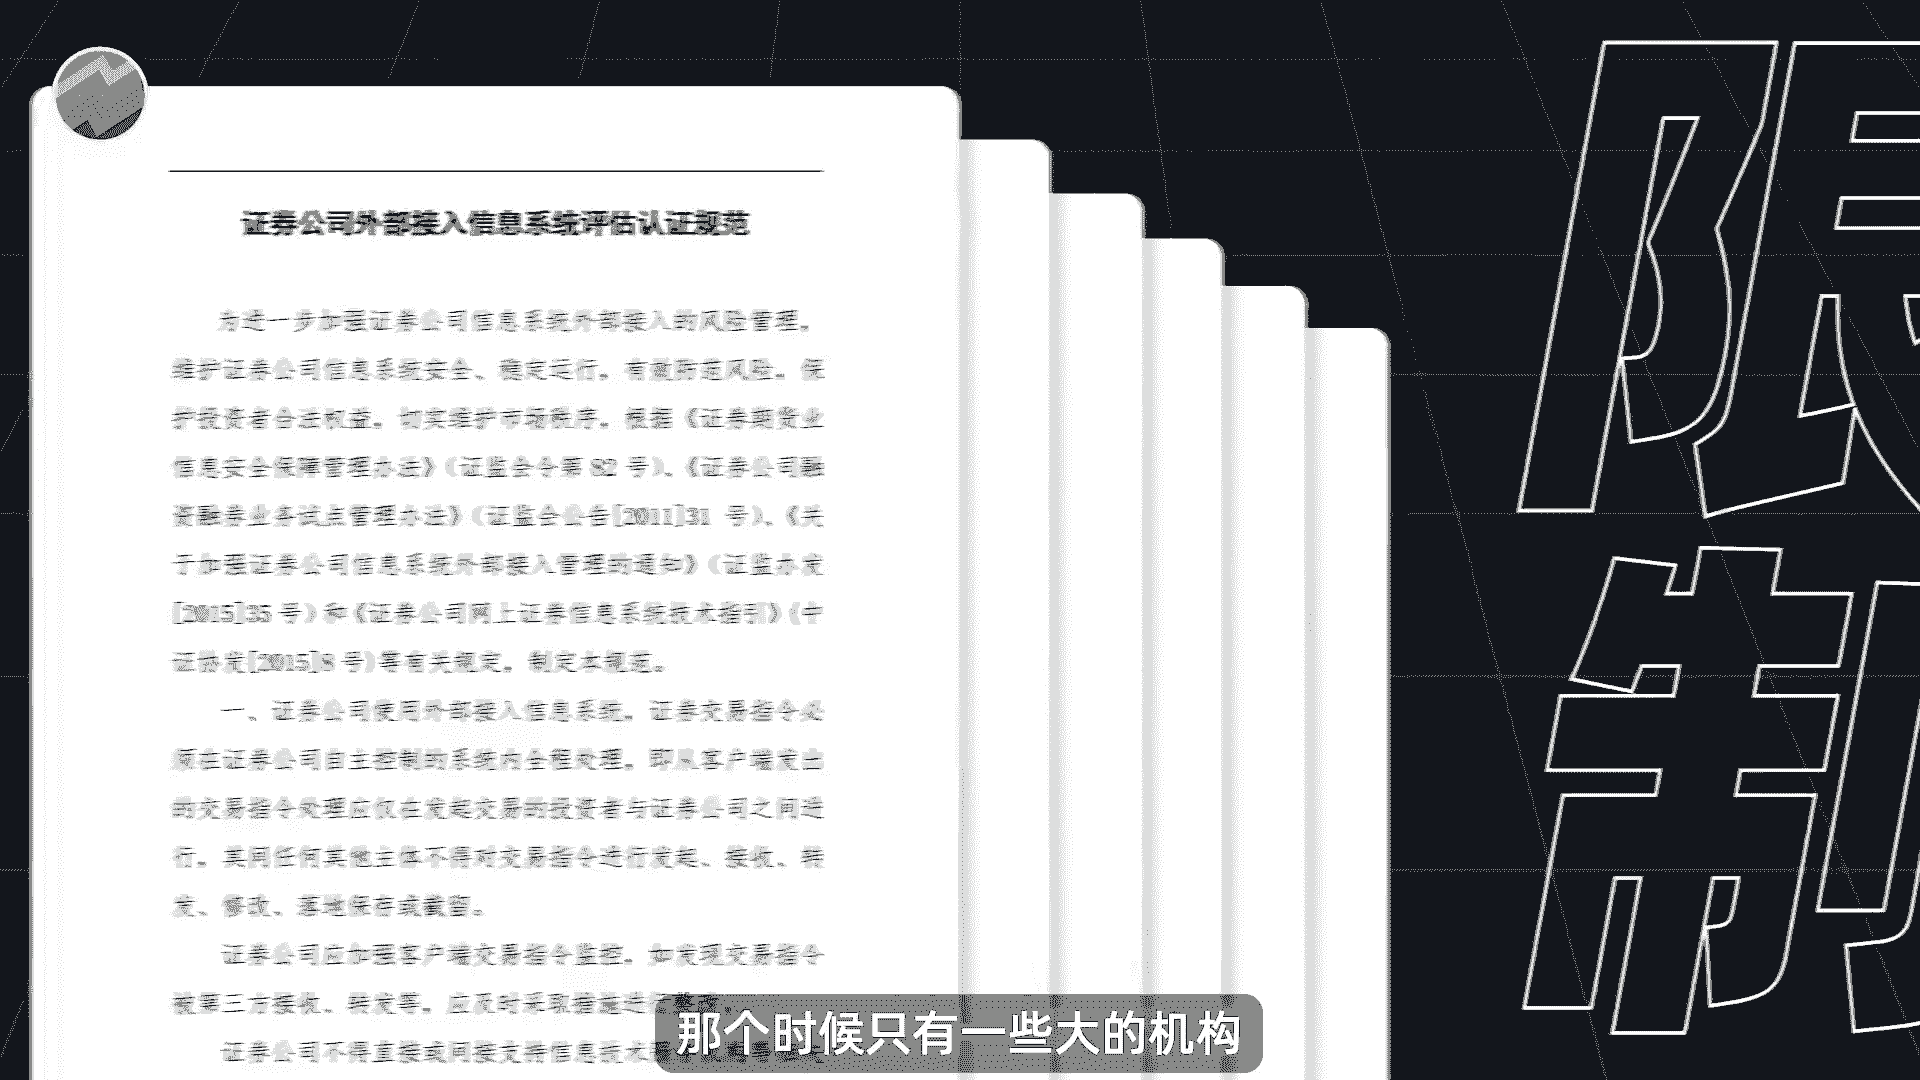 证券公司外部接入信息系统评估认证规范
为进一步加强证券公司信息系统外部接入的风险管理，
维护证券公司信息系统安全、稳定运行，有效防范风险，保
护投资者合法权益，切实维护市场秩序，根据《证券期货业
信息安全保障管理办法》（证监会令第 82 号）、《证券公司融
资融券业务试点管理办法》（证监会公告[2011]31 号）、《关
于加强证券公司信息系统外部接入管理的通知》（证监办发
[2015]35 号）和《证券公司网上证券信息系统技术指引》（中
证协发[2015]8 号）等有关规定，制定本规范。
一、证券公司使用外部接入信息系统，证券交易指令必
须在证券公司自主控制的系统内全程处理，即从客户端发出
的交易指令处理应仅在发起交易的投资者与证券公司之间进
行，其间任何其他主体不得对交易指令进行发起、接收、转
发、修改、落地保存或截留。
证券公司应加强客户端交易指令监控，如发现交易指令
被第三方接收、转发等，应及时采取措施进
证券公司不得直接或间接支持信息技术
那个时候只有一些大的机构
限
制